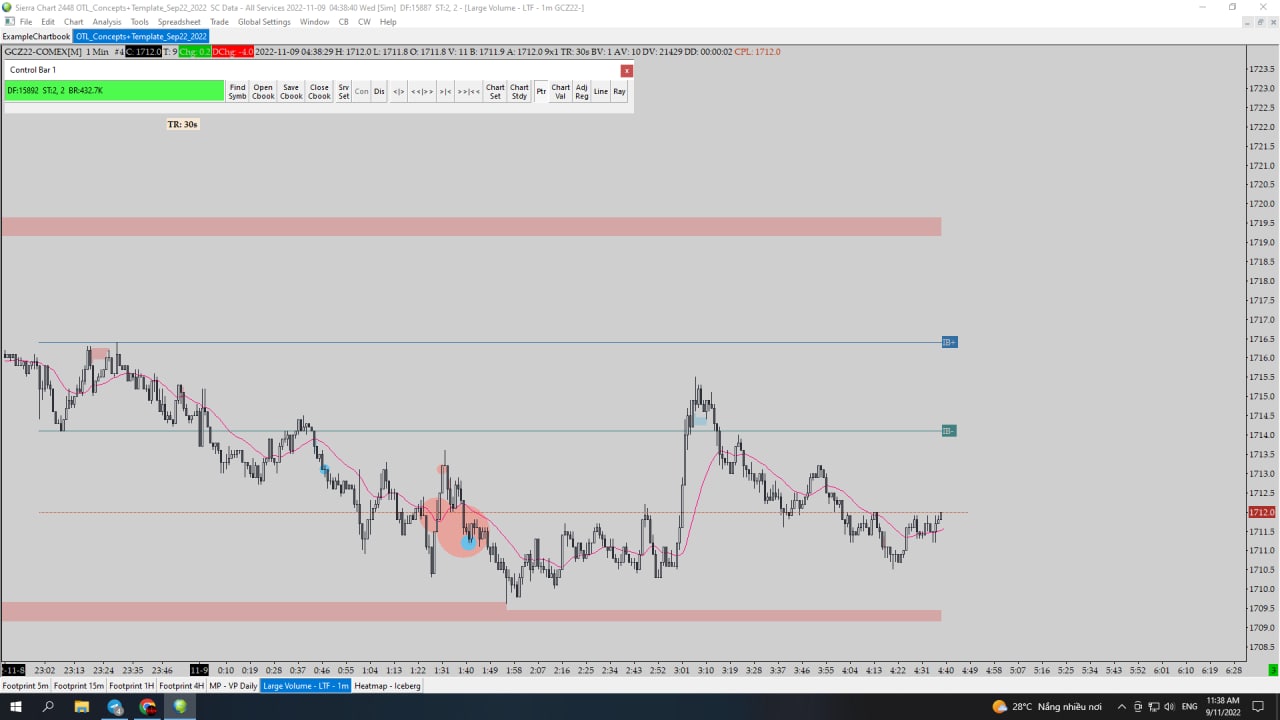 Sierra Chart 2448 OTL_Concepts+Template_Sep22_2022 SC Data - All Services 2022-11-09 04:38:40 Wed [Sim] DF:15887 ST:2, 2 - [Large Volume - LTF - 1m GCZ22-]
File Edit Chart Analysis Tools Spreadsheet Trade Global Settings Window CB CW Help
ExampleChartbook OTL_Concepts+Template_Sep22_2022
GCZ22-COMEX[M] 1 Min #4 C: 1712.0 T: 9 Chg: 0.2 DChg: -4.0 2022-11-09 04:38:29 H: 1712.0 L: 1711.8 O: 1711.8 V: 11 B: 1711.9 A: 1712.0 9x1 TR: 30s BV: 1 AV: 10 DV: 21429 DD: 00:00:02 CPL: 1712.0
Control Bar 1 x
DF:15892 ST:2, 2 BR:432.7K
Find Symb Open Cbook Save Cbook Close Cbook Srv Set Con Dis <|> <<|>> >|< >>|<< Chart Set Chart Stdy Ptr Chart Val Adj Reg Line Ray
TR: 30s
1723.5
1723.0
1722.5
1722.0
1721.5
1721.0
1720.5
1720.0
1719.5
1719.0
1718.5
1718.0
1717.5
1717.0
1716.5
IB+
1716.0
1715.5
1715.0
1714.5
1714.0
IB-
1713.5
1713.0
1712.5
1712.0
1711.5
1711.0
1710.5
1710.0
1709.5
1709.0
1708.5
2-11-8 23:02 23:13 23:24 23:35 23:46 11-9 0:10 0:19 0:28 0:37 0:46 0:55 1:04 1:13 1:22 1:31 1:40 1:49 1:58 2:07 2:16 2:25 2:34 2:43 2:52 3:01 3:10 3:19 3:28 3:37 3:46 3:55 4:04 4:13 4:22 4:31 4:40 4:49 4:58 5:07 5:16 5:25 5:34 5:43 5:52 6:01 6:10 6:19 6:28 3
Footprint 5m Footprint 15m Footprint 1H Footprint 4H MP - VP Daily Large Volume - LTF - 1m Heatmap - Iceberg
4 28°C Nắng nhiều nơi ENG 11:38 AM
9/11/2022